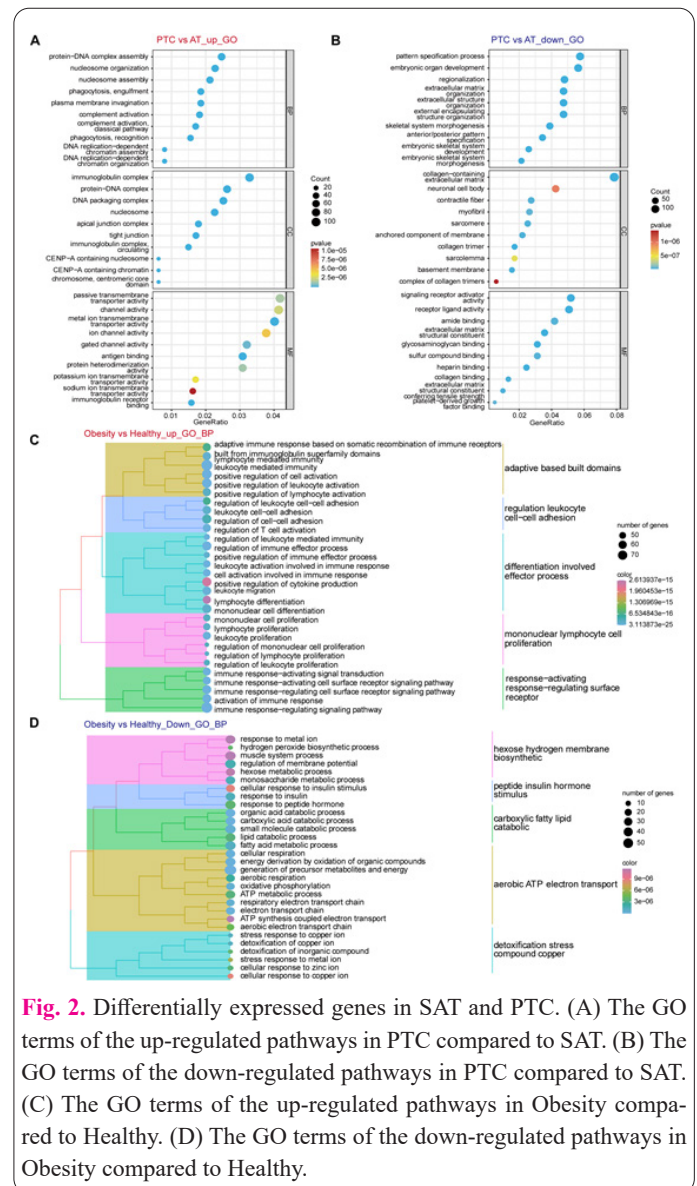 A
PTC vs AT_up_GO
protein-DNA complex assembly
nucleosome organization
nucleosome assembly
phagocytosis, engulfment
plasma membrane invagination
complement activation
complement activation,
classical pathway
phagocytosis, recognition
DNA replication-dependent
chromatin assembly
DNA replication-dependent
chromatin organization
BP
immunoglobulin complex
protein-DNA complex
DNA packaging complex
nucleosome
apical junction complex
tight junction
immunoglobulin complex,
circulating
CENP-A containing nucleosome
CENP-A containing chromatin
chromosome, centromeric core
domain
CC
passive transmembrane
transporter activity
channel activity
metal ion transmembrane
transporter activity
ion channel activity
gated channel activity
antigen binding
protein heterodimerization
activity
potassium ion transmembrane
transporter activity
sodium ion transmembrane
transporter activity
immunoglobulin receptor
binding
MF
0.01 0.02 0.03 0.04
GeneRatio
Count
20
40
60
80
100
pvalue
1.0e-05
7.5e-06
5.0e-06
2.5e-06
B
PTC vs AT_down_GO
pattern specification process
embryonic organ development
regionalization
extracellular matrix
organization
extracellular structure
organization
external encapsulating
structure organization
skeletal system morphogenesis
anterior/posterior pattern
specification
embryonic skeletal system
development
embryonic skeletal system
morphogenesis
BP
collagen-containing
extracellular matrix
neuronal cell body
contractile fiber
myofibril
sarcomere
anchored component of membrane
collagen trimer
sarcolemma
basement membrane
complex of collagen trimers
CC
signaling receptor activator
activity
receptor ligand activity
amide binding
extracellular matrix
structural constituent
glycosaminoglycan binding
sulfur compound binding
heparin binding
collagen binding
extracellular matrix
structural constituent
conferring tensile strength
platelet-derived growth
factor binding
MF
0.02 0.04 0.06 0.08
GeneRatio
Count
50
100
pvalue
1e-06
5e-07
C
Obesity vs Healthy_up_GO_BP
adaptive immune response based on somatic recombination of immune receptors
built from immunoglobulin superfamily domains
lymphocyte mediated immunity
leukocyte mediated immunity
positive regulation of cell activation
positive regulation of leukocyte activation
positive regulation of lymphocyte activation
regulation of leukocyte cell-cell adhesion
leukocyte cell-cell adhesion
regulation of cell-cell adhesion
regulation of T cell activation
regulation of leukocyte mediated immunity
regulation of immune effector process
positive regulation of immune effector process
leukocyte activation involved in immune response
cell activation involved in immune response
positive regulation of cytokine production
leukocyte migration
lymphocyte differentiation
mononuclear cell differentiation
mononuclear cell proliferation
lymphocyte proliferation
leukocyte proliferation
regulation of mononuclear cell proliferation
regulation of lymphocyte proliferation
regulation of leukocyte proliferation
immune response-activating signal transduction
immune response-activating cell surface receptor signaling pathway
immune response-regulating cell surface receptor signaling pathway
activation of immune response
immune response-regulating signaling pathway
adaptive based built domains
regulation leukocyte
cell-cell adhesion
differentiation involved
effector process
mononuclear lymphocyte cell
proliferation
response-activating
response-regulating surface
receptor
number of genes
50
60
70
color
2.613937e-15
1.960453e-15
1.306969e-15
6.534843e-16
3.113873e-25
D
Obesity vs Healthy_Down_GO_BP
response to metal ion
hydrogen peroxide biosynthetic process
muscle system process
regulation of membrane potential
hexose metabolic process
monosaccharide metabolic process
cellular response to insulin stimulus
response to insulin
response to peptide hormone
organic acid catabolic process
carboxylic acid catabolic process
small molecule catabolic process
lipid catabolic process
fatty acid metabolic process
cellular respiration
energy derivation by oxidation of organic compounds
generation of precursor metabolites and energy
aerobic respiration
oxidative phosphorylation
ATP metabolic process
respiratory electron transport chain
electron transport chain
ATP synthesis coupled electron transport
aerobic electron transport chain
stress response to copper ion
detoxification of copper ion
detoxification of inorganic compound
stress response to metal ion
cellular response to zinc ion
cellular response to copper ion
hexose hydrogen membrane
biosynthetic
peptide insulin hormone
stimulus
carboxylic fatty lipid
catabolic
aerobic ATP electron transport
detoxification stress
compound copper
number of genes
10
20
30
40
50
color
9e-06
6e-06
3e-06
Fig. 2. Differentially expressed genes in SAT and PTC. (A) The GO
terms of the up-regulated pathways in PTC compared to SAT. (B) The
GO terms of the down-regulated pathways in PTC compared to SAT.
(C) The GO terms of the up-regulated pathways in Obesity compa-
red to Healthy. (D) The GO terms of the down-regulated pathways in
Obesity compared to Healthy.